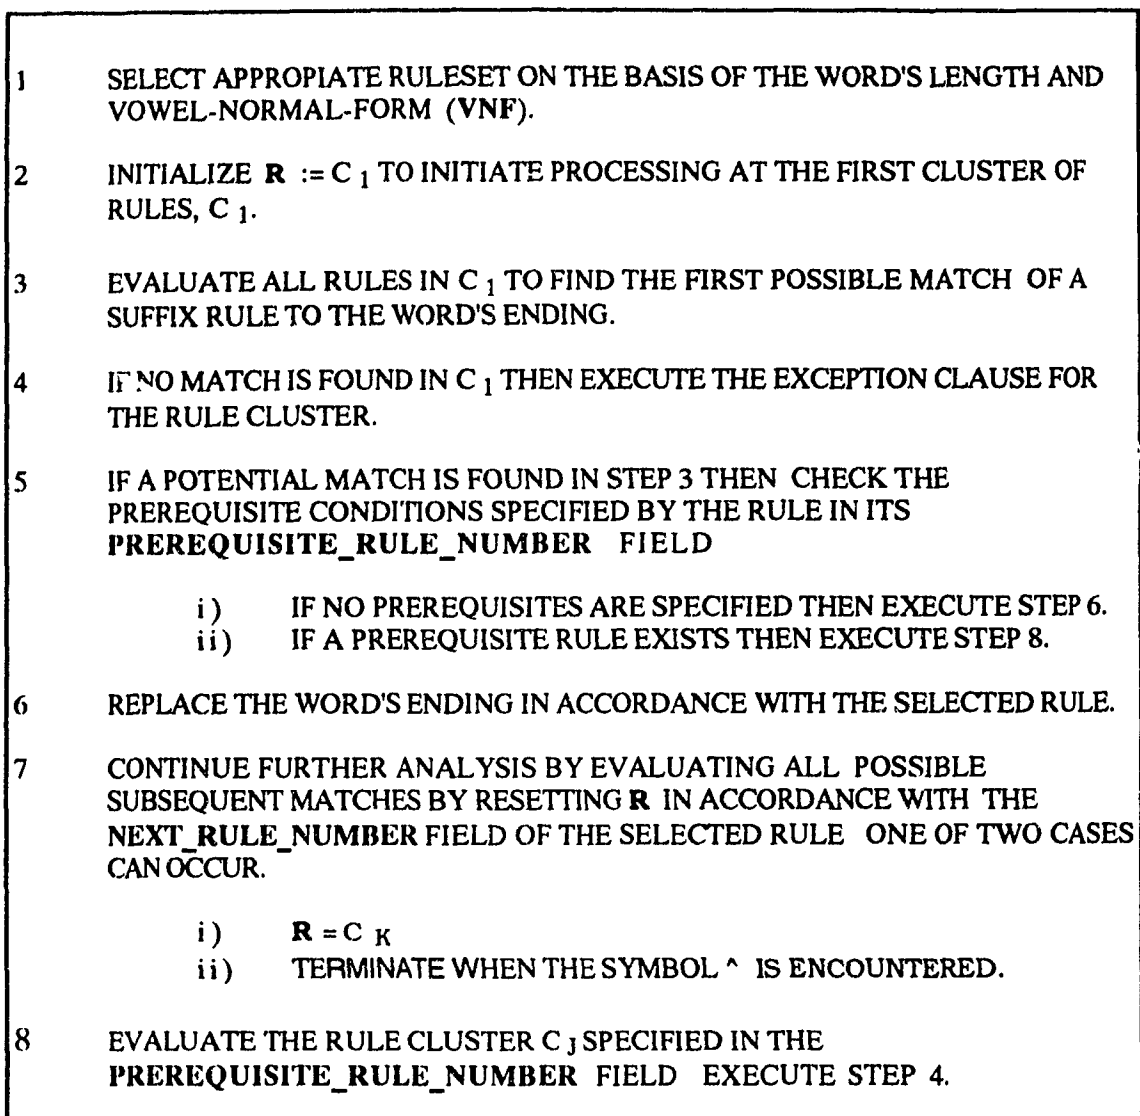 1 SELECT APPROPIATE RULESET ON THE BASIS OF THE WORD'S LENGTH AND
VOWEL-NORMAL-FORM (VNF).
2 INITIALIZE R := C 1 TO INITIATE PROCESSING AT THE FIRST CLUSTER OF
RULES, C 1.
3 EVALUATE ALL RULES IN C 1 TO FIND THE FIRST POSSIBLE MATCH OF A
SUFFIX RULE TO THE WORD'S ENDING.
4 IF NO MATCH IS FOUND IN C 1 THEN EXECUTE THE EXCEPTION CLAUSE FOR
THE RULE CLUSTER.
5 IF A POTENTIAL MATCH IS FOUND IN STEP 3 THEN CHECK THE
PREREQUISITE CONDITIONS SPECIFIED BY THE RULE IN ITS
PREREQUISITE_RULE_NUMBER FIELD
i) IF NO PREREQUISITES ARE SPECIFIED THEN EXECUTE STEP 6.
ii) IF A PREREQUISITE RULE EXISTS THEN EXECUTE STEP 8.
6 REPLACE THE WORD'S ENDING IN ACCORDANCE WITH THE SELECTED RULE.
7 CONTINUE FURTHER ANALYSIS BY EVALUATING ALL POSSIBLE
SUBSEQUENT MATCHES BY RESETTING R IN ACCORDANCE WITH THE
NEXT_RULE_NUMBER FIELD OF THE SELECTED RULE ONE OF TWO CASES
CAN OCCUR.
i) R = C K
ii) TERMINATE WHEN THE SYMBOL ^ IS ENCOUNTERED.
8 EVALUATE THE RULE CLUSTER C J SPECIFIED IN THE
PREREQUISITE_RULE_NUMBER FIELD EXECUTE STEP 4.